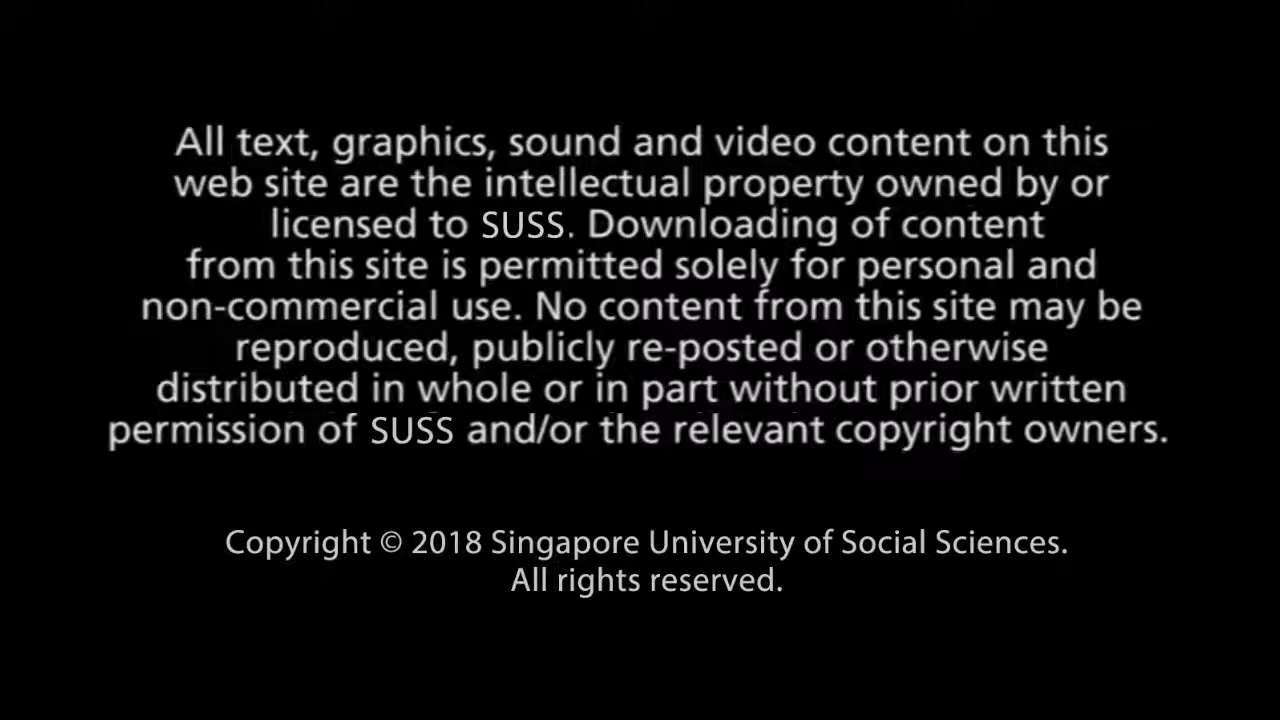 All text, graphics, sound and video content on this
web site are the intellectual property owned by or
licensed to SUSS. Downloading of content
from this site is permitted solely for personal and
non-commercial use. No content from this site may be
reproduced, publicly re-posted or otherwise
distributed in whole or in part without prior written
permission of SUSS and/or the relevant copyright owners.
Copyright © 2018 Singapore University of Social Sciences.
All rights reserved.